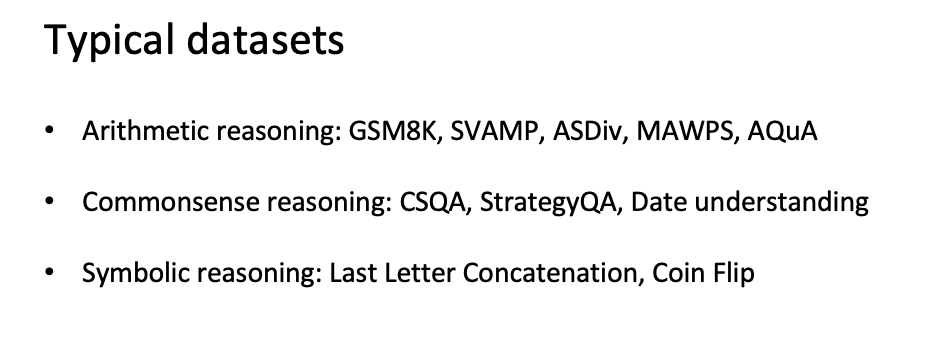 Typical datasets
• Arithmetic reasoning: GSM8K, SVAMP, ASDiv, MAWPS, AQuA
• Commonsense reasoning: CSQA, StrategyQA, Date understanding
• Symbolic reasoning: Last Letter Concatenation, Coin Flip